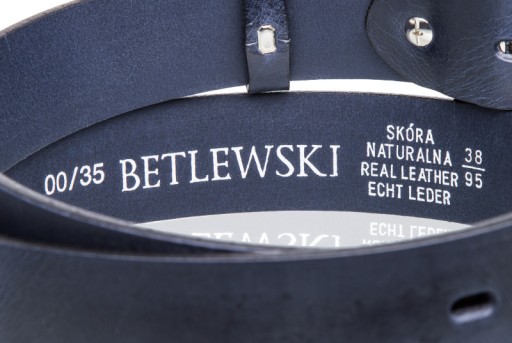 00/35 BETLEWSKI
SKÓRA
NATURALNA
REAL LEATHER
ECHT LEDER
38
95